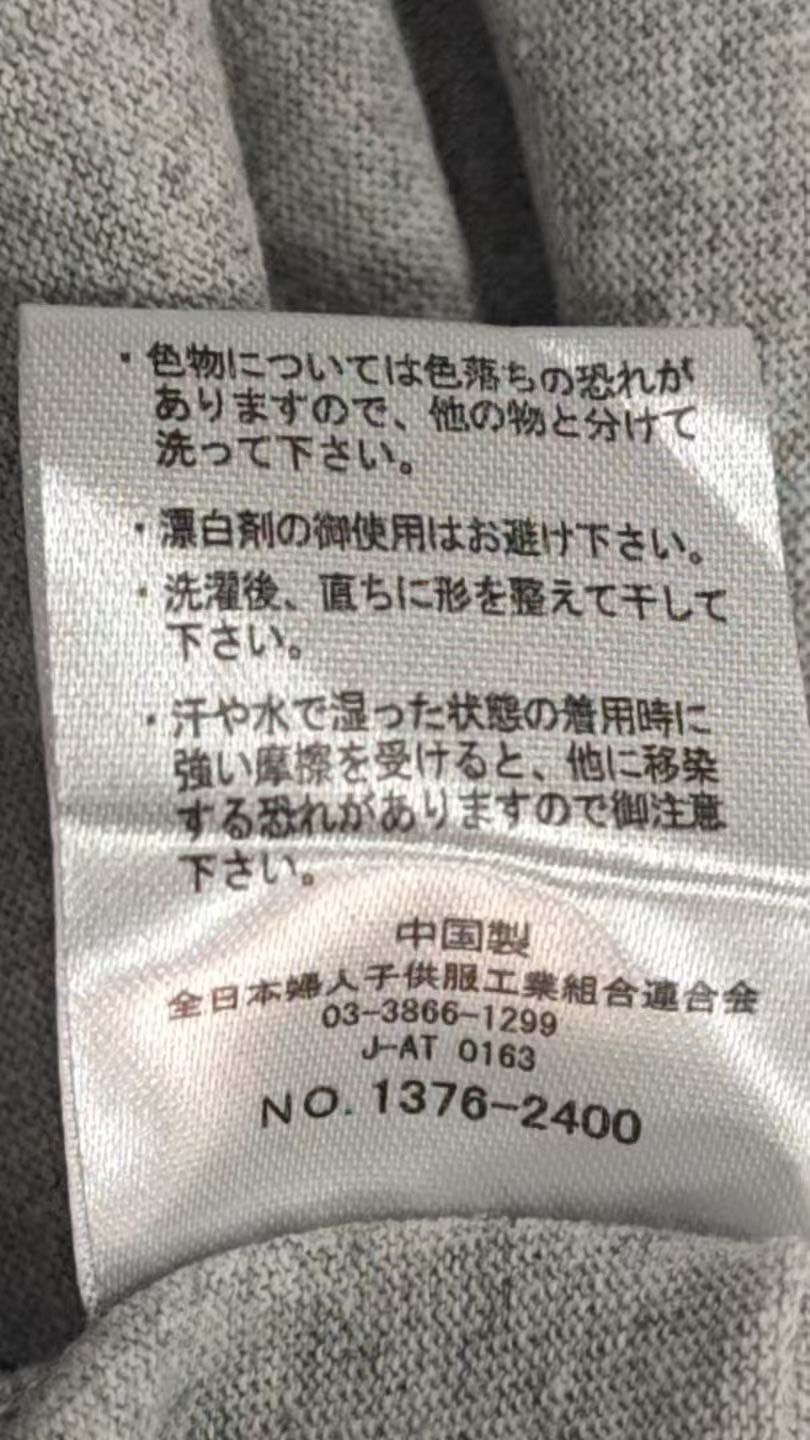 ・色物については色落ちの恐れが
ありますので、他の物と分けて
洗って下さい。
・漂白剤の御使用はお避け下さい。
・洗濯後、直ちに形を整えて干して
下さい。
・汗や水で湿った状態の着用時に
強い摩擦を受けると、他に移染
する恐れがありますので御注意
下さい。
中国製
全日本婦人子供服工業組合連合会
03-3866-1299
J-AT 0163
NO. 1376-2400